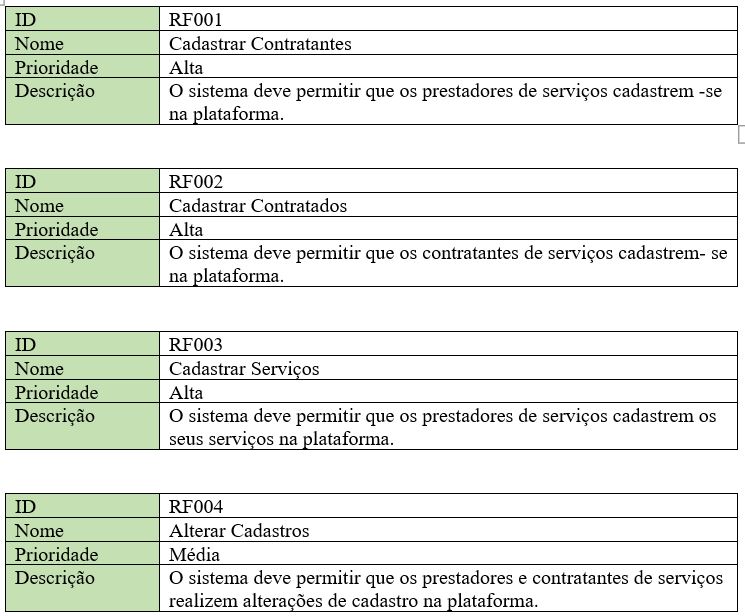 ID RF001
Nome Cadastrar Contratantes
Prioridade Alta
Descrição O sistema deve permitir que os prestadores de serviços cadastrem -se
na plataforma.
ID RF002
Nome Cadastrar Contratados
Prioridade Alta
Descrição O sistema deve permitir que os contratantes de serviços cadastrem- se
na plataforma.
ID RF003
Nome Cadastrar Serviços
Prioridade Alta
Descrição O sistema deve permitir que os prestadores de serviços cadastrem os
seus serviços na plataforma.
ID RF004
Nome Alterar Cadastros
Prioridade Média
Descrição O sistema deve permitir que os prestadores e contratantes de serviços
realizem alterações de cadastro na plataforma.